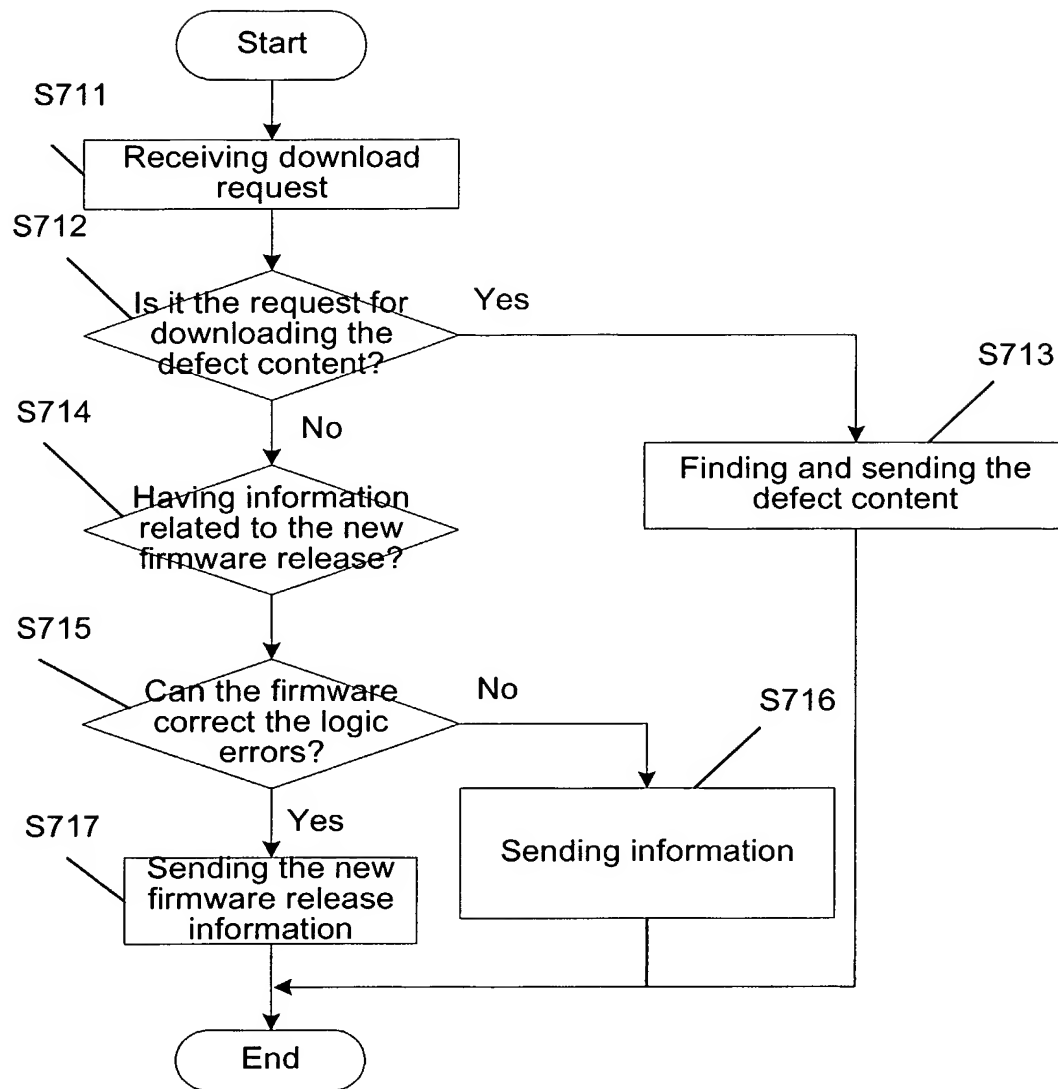 Start
S711
Receiving download
request
S712
Is it the request for
downloading the
defect content?
Yes
S713
Finding and sending the
defect content
No
S714
Having information
related to the new
firmware release?
S715
Can the firmware
correct the logic
errors?
No
S716
Sending information
Yes
S717
Sending the new
firmware release
information
End